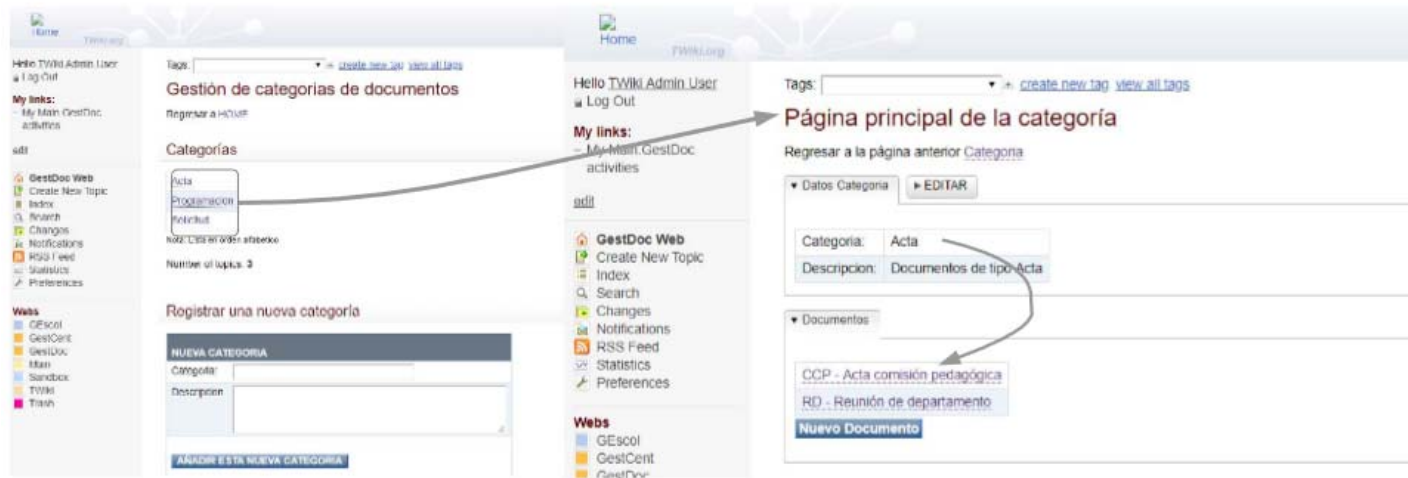 Home
TWiki.org
Hello TWiki Admin User
Log Out
My links:
- My Main.GestDoc
activities
edit
GestDoc Web
Create New Topic
Index
Search
Changes
Notifications
RSS Feed
Statistics
Preferences
Webs
GEscol
GestCent
GestDoc
Main
Sandbox
TWiki
Trash
Tags: create new tag view all tags
Gestión de categorias de documentos
Regresar a HOME
Categorías
Acta
Programacion
Solicitud
Nota: Lista en orden alfabetico
Number of topics: 3
Registrar una nueva categoría
NUEVA CATEGORIA
Categoria:
Descripcion
AÑADIR ESTA NUEVA CATEGORIA
Home
TWiki.org
Hello TWiki Admin User
Log Out
My links:
- My Main.GestDoc
activities
edit
GestDoc Web
Create New Topic
Index
Search
Changes
Notifications
RSS Feed
Statistics
Preferences
Webs
GEscol
GestCent
GestDoc
Tags: create new tag view all tags
Página principal de la categoría
Regresar a la página anterior Categoria
Datos Categoria EDITAR
Categoria: Acta
Descripcion: Documentos de tipo Acta
Documentos
CCP - Acta comisión pedagógica
RD - Reunión de departamento
Nuevo Documento